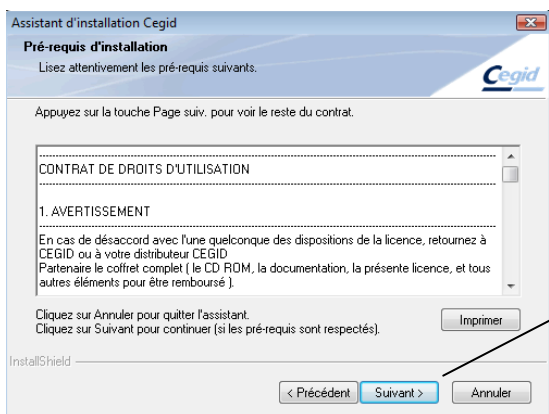 Assistant d'installation Cegid
Pré-requis d'installation
Lisez attentivement les pré-requis suivants.
Cegid
Appuyez sur la touche Page suiv. pour voir le reste du contrat.
CONTRAT DE DROITS D'UTILISATION
1. AVERTISSEMENT
En cas de désaccord avec l'une quelconque des dispositions de la licence, retournez à
CEGID ou à votre distributeur CEGID
Partenaire le coffret complet ( le CD ROM, la documentation, la présente licence, et tous
autres éléments pour être remboursé ).
Cliquez sur Annuler pour quitter l'assistant.
Cliquez sur Suivant pour continuer (si les pré-requis sont respectés).
Imprimer
InstallShield
< Précédent
Suivant >
Annuler